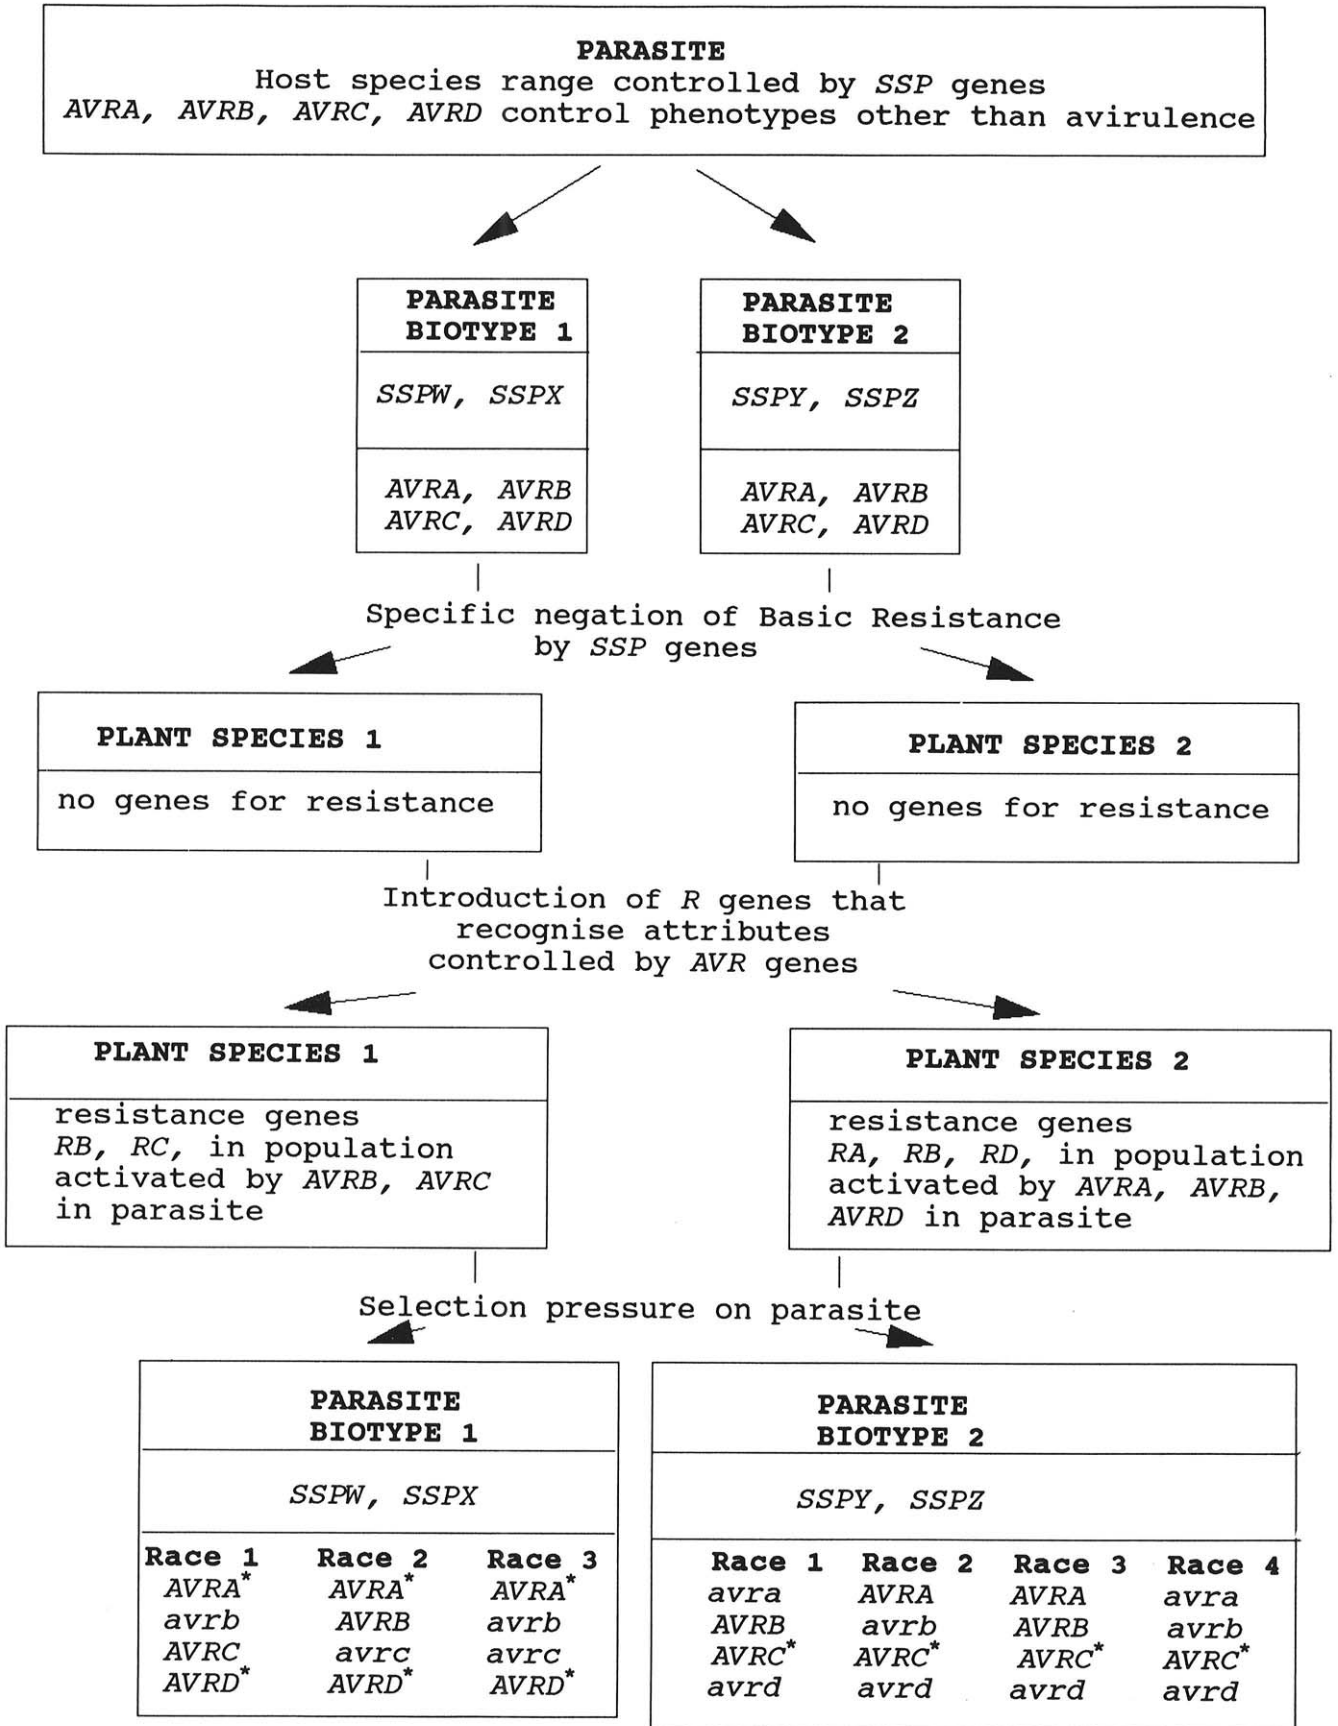 PARASITE
Host species range controlled by SSP genes
AVRA, AVRB, AVRC, AVRD control phenotypes other than avirulence
PARASITE
BIOTYPE 1
SSPW, SSPX
AVRA, AVRB
AVRC, AVRD
PARASITE
BIOTYPE 2
SSPY, SSPZ
AVRA, AVRB
AVRC, AVRD
Specific negation of Basic Resistance
by SSP genes
PLANT SPECIES 1
no genes for resistance
PLANT SPECIES 2
no genes for resistance
Introduction of R genes that
recognise attributes
controlled by AVR genes
PLANT SPECIES 1
resistance genes
RB, RC, in population
activated by AVRB, AVRC
in parasite
PLANT SPECIES 2
resistance genes
RA, RB, RD, in population
activated by AVRA, AVRB,
AVRD in parasite
Selection pressure on parasite
PARASITE
BIOTYPE 1
SSPW, SSPX
Race 1 Race 2 Race 3
AVRA* AVRA* AVRA*
avrb AVRB avrb
AVRC avrc avrc
AVRD* AVRD* AVRD*
PARASITE
BIOTYPE 2
SSPY, SSPZ
Race 1 Race 2 Race 3 Race 4
avra AVRA AVRA avra
AVRB avrb AVRB avrb
AVRC* AVRC* AVRC* AVRC*
avrd avrd avrd avrd